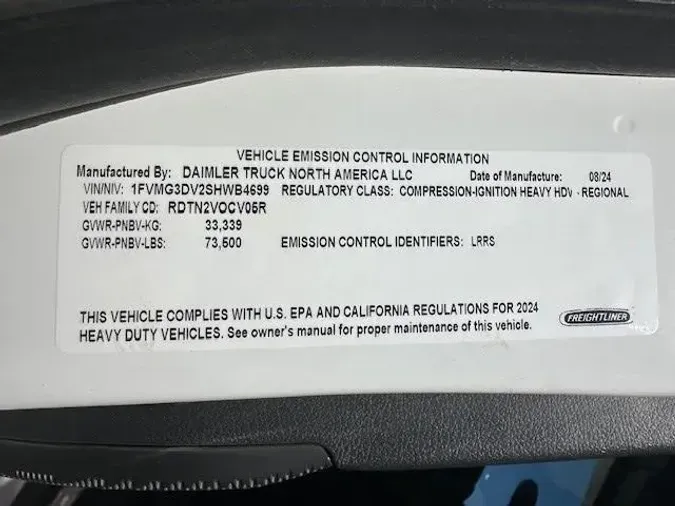 VEHICLE EMISSION CONTROL INFORMATION
Manufactured By: DAIMLER TRUCK NORTH AMERICA LLC Date of Manufacture: 08/24
VIN/NIV: 1FVMG3DV2SHWB4699 REGULATORY CLASS: COMPRESSION-IGNITION HEAVY HDV - REGIONAL
VEH FAMILY CD: RDTN2VOCV05R
GVWR-PNBV-KG: 33,339
GVWR-PNBV-LBS: 73,500 EMISSION CONTROL IDENTIFIERS: LRRS
THIS VEHICLE COMPLIES WITH U.S. EPA AND CALIFORNIA REGULATIONS FOR 2024
HEAVY DUTY VEHICLES. See owner's manual for proper maintenance of this vehicle.
FREIGHTLINER